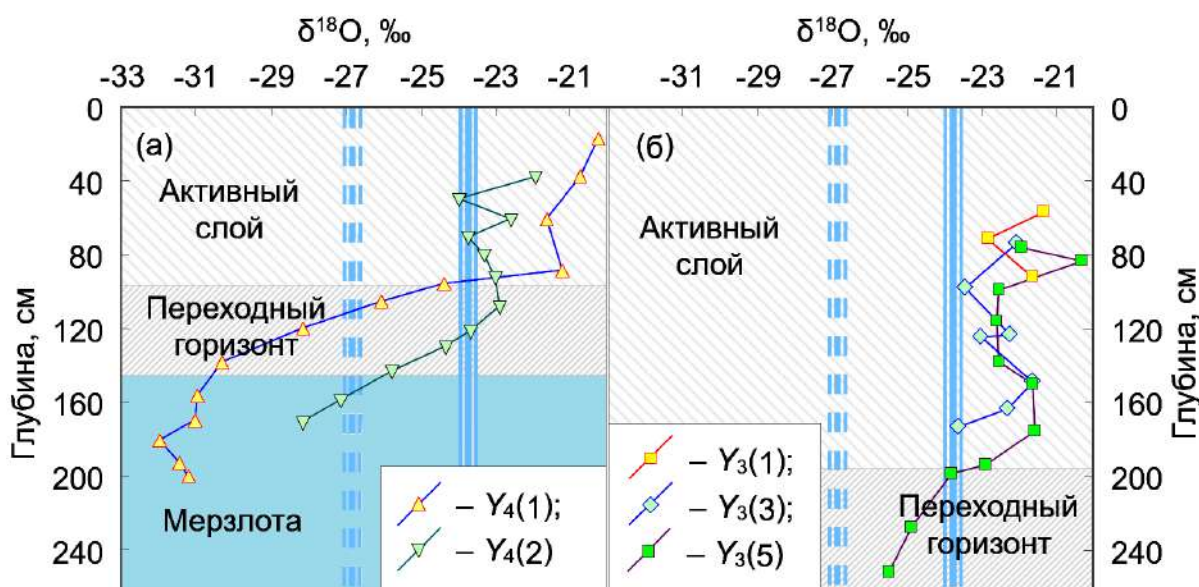 δ¹⁸O, ‰
-33 -31 -29 -27 -25 -23 -21
δ¹⁸O, ‰
-31 -29 -27 -25 -23 -21
0
40
80
120
160
200
240
Глубина, см
(а)
Активный
слой
Переходный
горизонт
Мерзлота
– Y₄(1);
– Y₄(2)
(б)
Активный
слой
– Y₃(1);
– Y₃(3);
– Y₃(5)
Переходный
горизонт
0
40
80
120
160
200
240
Глубина, см